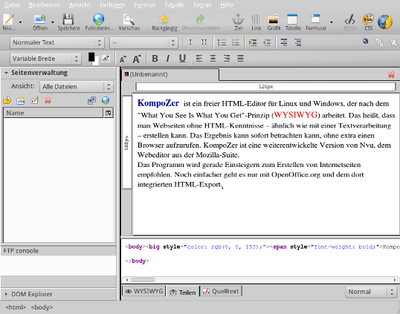 Datei Bearbeiten Ansicht Einfügen Format Tabelle Extras Hilfe
Neu... Öffnen Speichern Publizieren... Vorschau Rückgängig Link Grafik Tabelle Formular CSS
Normaler Text
Variable Breite
Seitenverwaltung
Ansicht: Alle Dateien
Name
FTP console
DOM Explorer
(Unbenannt)
526px
KompoZer ist ein freier HTML-Editor für Linux und Windows, der nach dem
"What You See Is What You Get"-Prinzip (WYSIWYG) arbeitet. Das heißt, dass
man Webseiten ohne HTML-Kenntnisse – ähnlich wie mit einer Textverarbeitung
– erstellen kann. Das Ergebnis kann sofort betrachten kann, ohne extra einen
Browser aufzurufen. KompoZer ist eine weiterentwickelte Version von Nvu, dem
Webeditor aus der Mozilla-Suite.
Das Programm wird gerade Einsteigern zum Erstellen von Internetseiten
empfohlen. Noch einfacher geht es nur mit OpenOffice.org und dem dort
integrierten HTML-Export.
<body><big style="color: rgb(0, 0, 153);"><span style="font-weight: bold;">Kompo
</body>
WYSIWYG Teilen Quelltext
Normal
<html> <body>